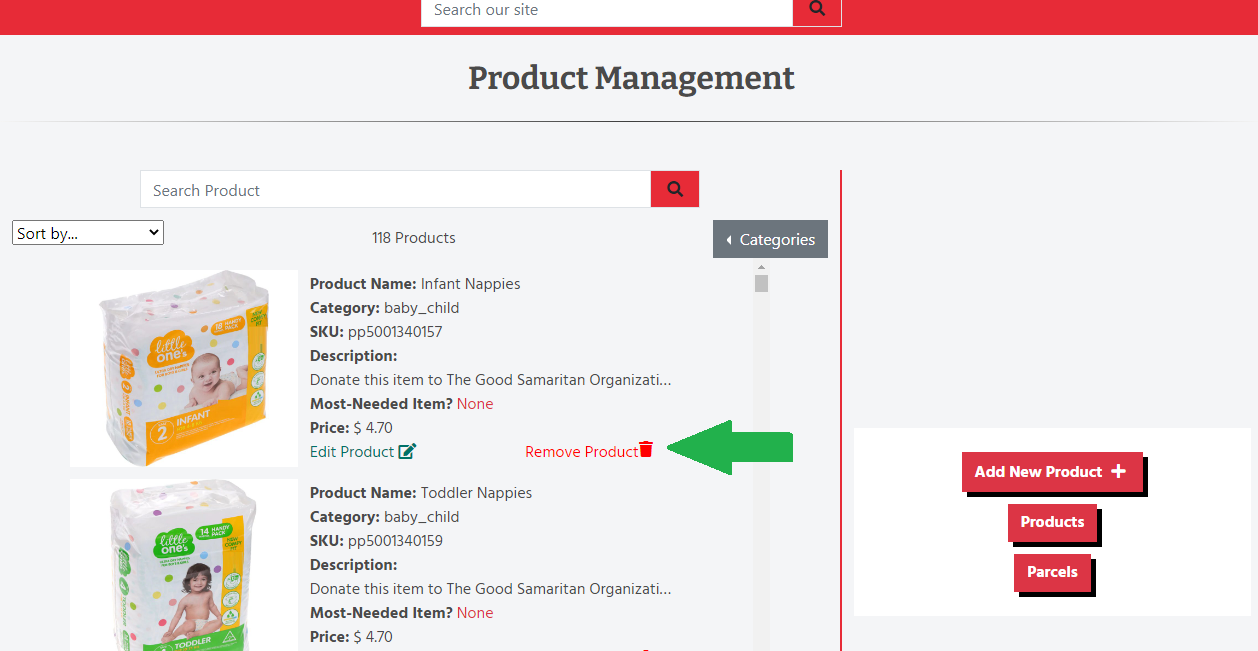 Search our site
Product Management
Search Product
Sort by...
118 Products
Categories
Product Name: Infant Nappies
Category: baby_child
SKU: pp5001340157
Description:
Donate this item to The Good Samaritan Organizati...
Most-Needed Item? None
Price: $ 4.70
Edit Product
Remove Product
little
one's
INFANT
2
Product Name: Toddler Nappies
Category: baby_child
SKU: pp5001340159
Description:
Donate this item to The Good Samaritan Organizati...
Most-Needed Item? None
Price: $ 4.70
little
one's
14 HANDY
PACK
TODDLER
Add New Product
Products
Parcels